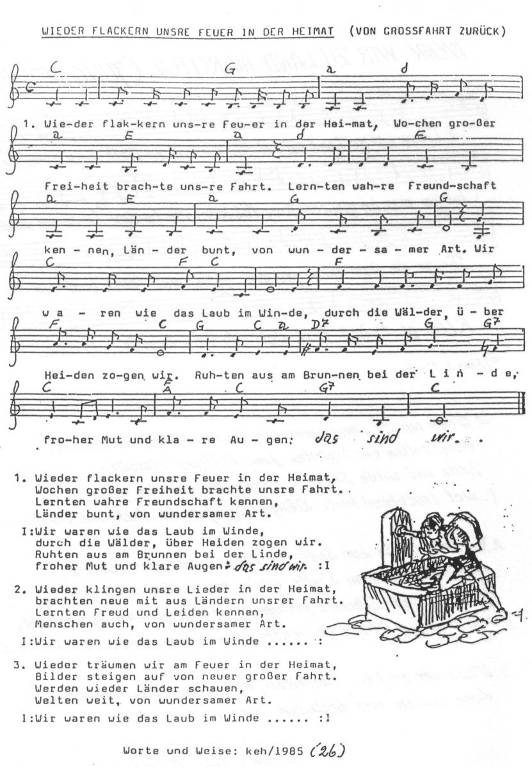 WIEDER FLACKERN UNSRE FEUER IN DER HEIMAT (VON GROSSFAHRT ZURÜCK)
C G a d
1. Wie-der flak-kern uns-re Feu-er in der Hei-mat, Wo-chen gro-ßer
a E a d E
Frei-heit brach-te uns-re Fahrt. Lern-ten wah-re Freund-schaft
a E a G G
ken - nen, Län - der bunt, von wun - der - sa - mer Art. Wir
C F C F
w a - ren wie das Laub im Win-de, durch die Wäl-der, ü - ber
F C G C a D7 G G7
Hei-den zo-gen wir. Ruh-ten aus am Brun-nen bei der L i n - d e,
C F A C G7 C
fro-her Mut und kla - re Au - gen: das sind wir.
1. Wieder flackern unsre Feuer in der Heimat,
Wochen großer Freiheit brachte unsre Fahrt.
Lernten wahre Freundschaft kennen,
Länder bunt, von wundersamer Art.
I:Wir waren wie das Laub im Winde,
durch die Wälder, über Heiden zogen wir.
Ruhten aus am Brunnen bei der Linde,
froher Mut und klare Augen: das sind wir. :I
2. Wieder klingen unsre Lieder in der Heimat,
brachten neue mit aus Ländern unsrer Fahrt.
Lernten Freud und Leiden kennen,
Menschen auch, von wundersamer Art.
I:Wir waren wie das Laub im Winde ...... :
3. Wieder träumen wir am Feuer in der Heimat,
Bilder steigen auf von neuer großer Fahrt.
Werden wieder Länder schauen,
Welten weit, von wundersamer Art.
I:Wir waren wie das Laub im Winde ...... :I
Worte und Weise: keh/1985 (26)